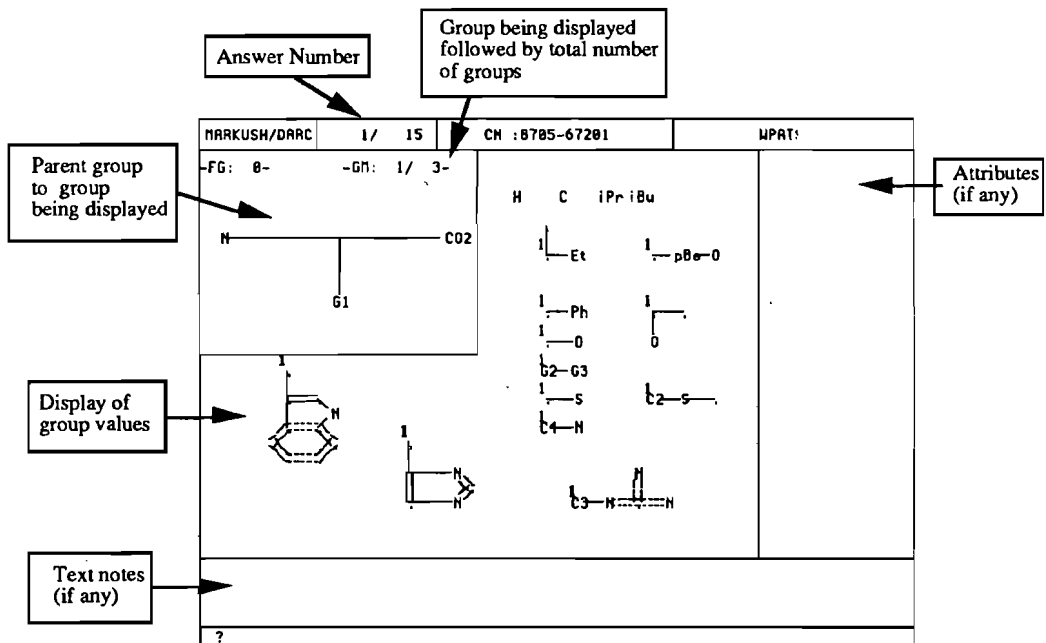 Group being displayed
followed by total number
of groups
Answer Number
MARKUSH/DARC 1/ 15 CN :8705-67201 WPAT:
Parent group
to group
being displayed
-FG: 0- -GM: 1/ 3-
Attributes
(if any)
H C iPr iBu
N CO2
G1
1 Et 1 pBe-O
1 Ph 1
1 O O
G2-G3
1 S 1 C2-S
1 C4-N
Display of
group values
1
N
1
N
N
1 C3-N N
N
Text notes
(if any)
?